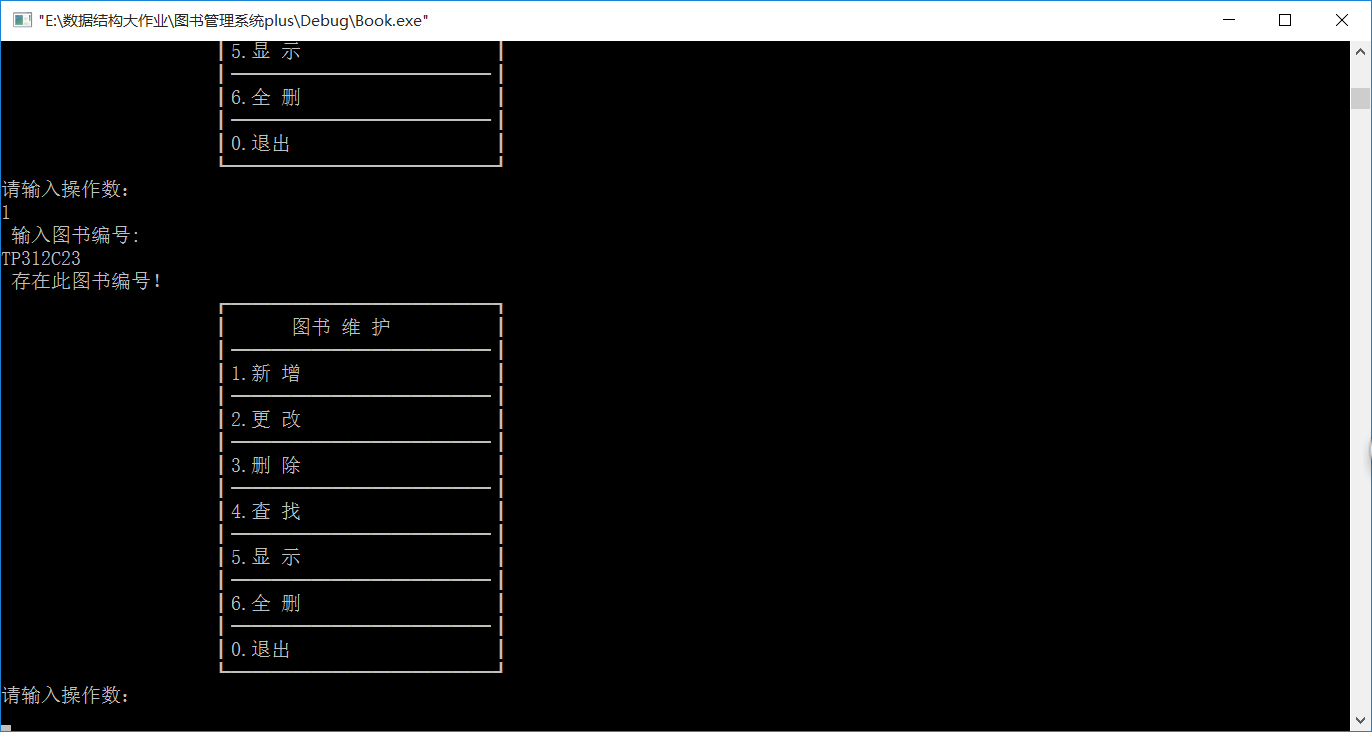 "E:\数据结构大作业\图书管理系统plus\Debug\Book.exe"
5.显 示
6.全 删
0.退出
请输入操作数:
1
输入图书编号:
TP312C23
存在此图书编号!
图书 维 护
1.新 增
2.更 改
3.删 除
4.查 找
5.显 示
6.全 删
0.退出
请输入操作数: